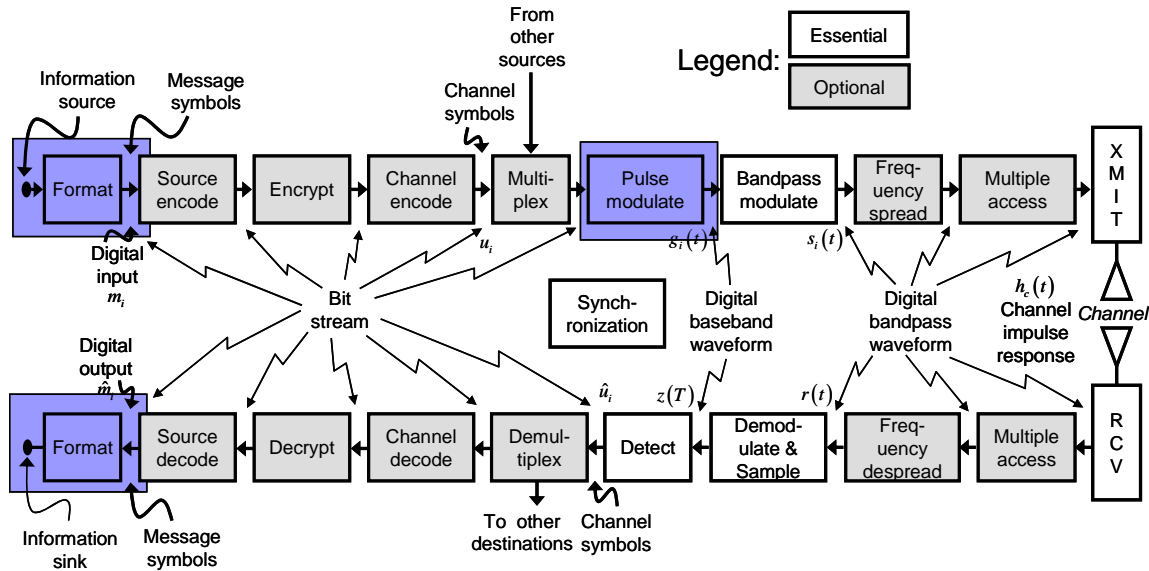 From
other
sources
Legend:
Essential
Optional
Information
source
Message
symbols
Channel
symbols
Format
Source
encode
Encrypt
Channel
encode
Multi-
plex
Pulse
modulate
Bandpass
modulate
Freq-
uency
spread
Multiple
access
X
M
I
T
Digital
input
m_i
u_i
g_i(t)
s_i(t)
Bit
stream
Synch-
ronization
Digital
baseband
waveform
Digital
bandpass
waveform
h_c(t)
Channel
impulse
response
Channel
Digital
output
m̂_i
û_i
z(T)
r(t)
Format
Source
decode
Decrypt
Channel
decode
Demul-
tiplex
Detect
Demod-
ulate &
Sample
Freq-
uency
despread
Multiple
access
R
C
V
Information
sink
Message
symbols
To other
destinations
Channel
symbols